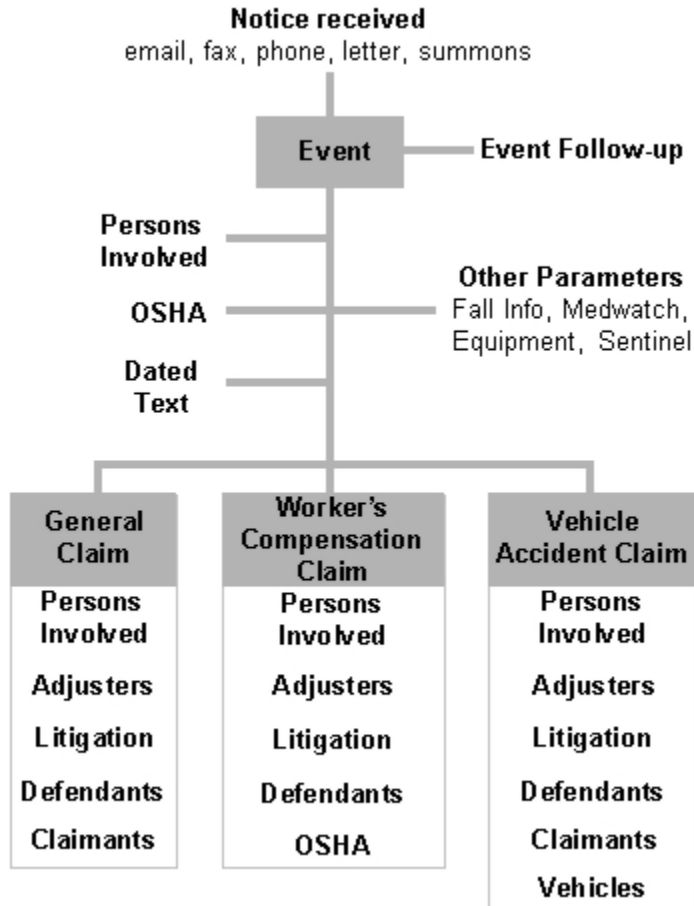 Notice received
email, fax, phone, letter, summons
Event
Event Follow-up
Persons
Involved
OSHA
Other Parameters
Fall Info, Medwatch,
Equipment, Sentinel
Dated
Text
General
Claim
Persons
Involved
Adjusters
Litigation
Defendants
Claimants
Worker's
Compensation
Claim
Persons
Involved
Adjusters
Litigation
Defendants
OSHA
Vehicle
Accident Claim
Persons
Involved
Adjusters
Litigation
Defendants
Claimants
Vehicles